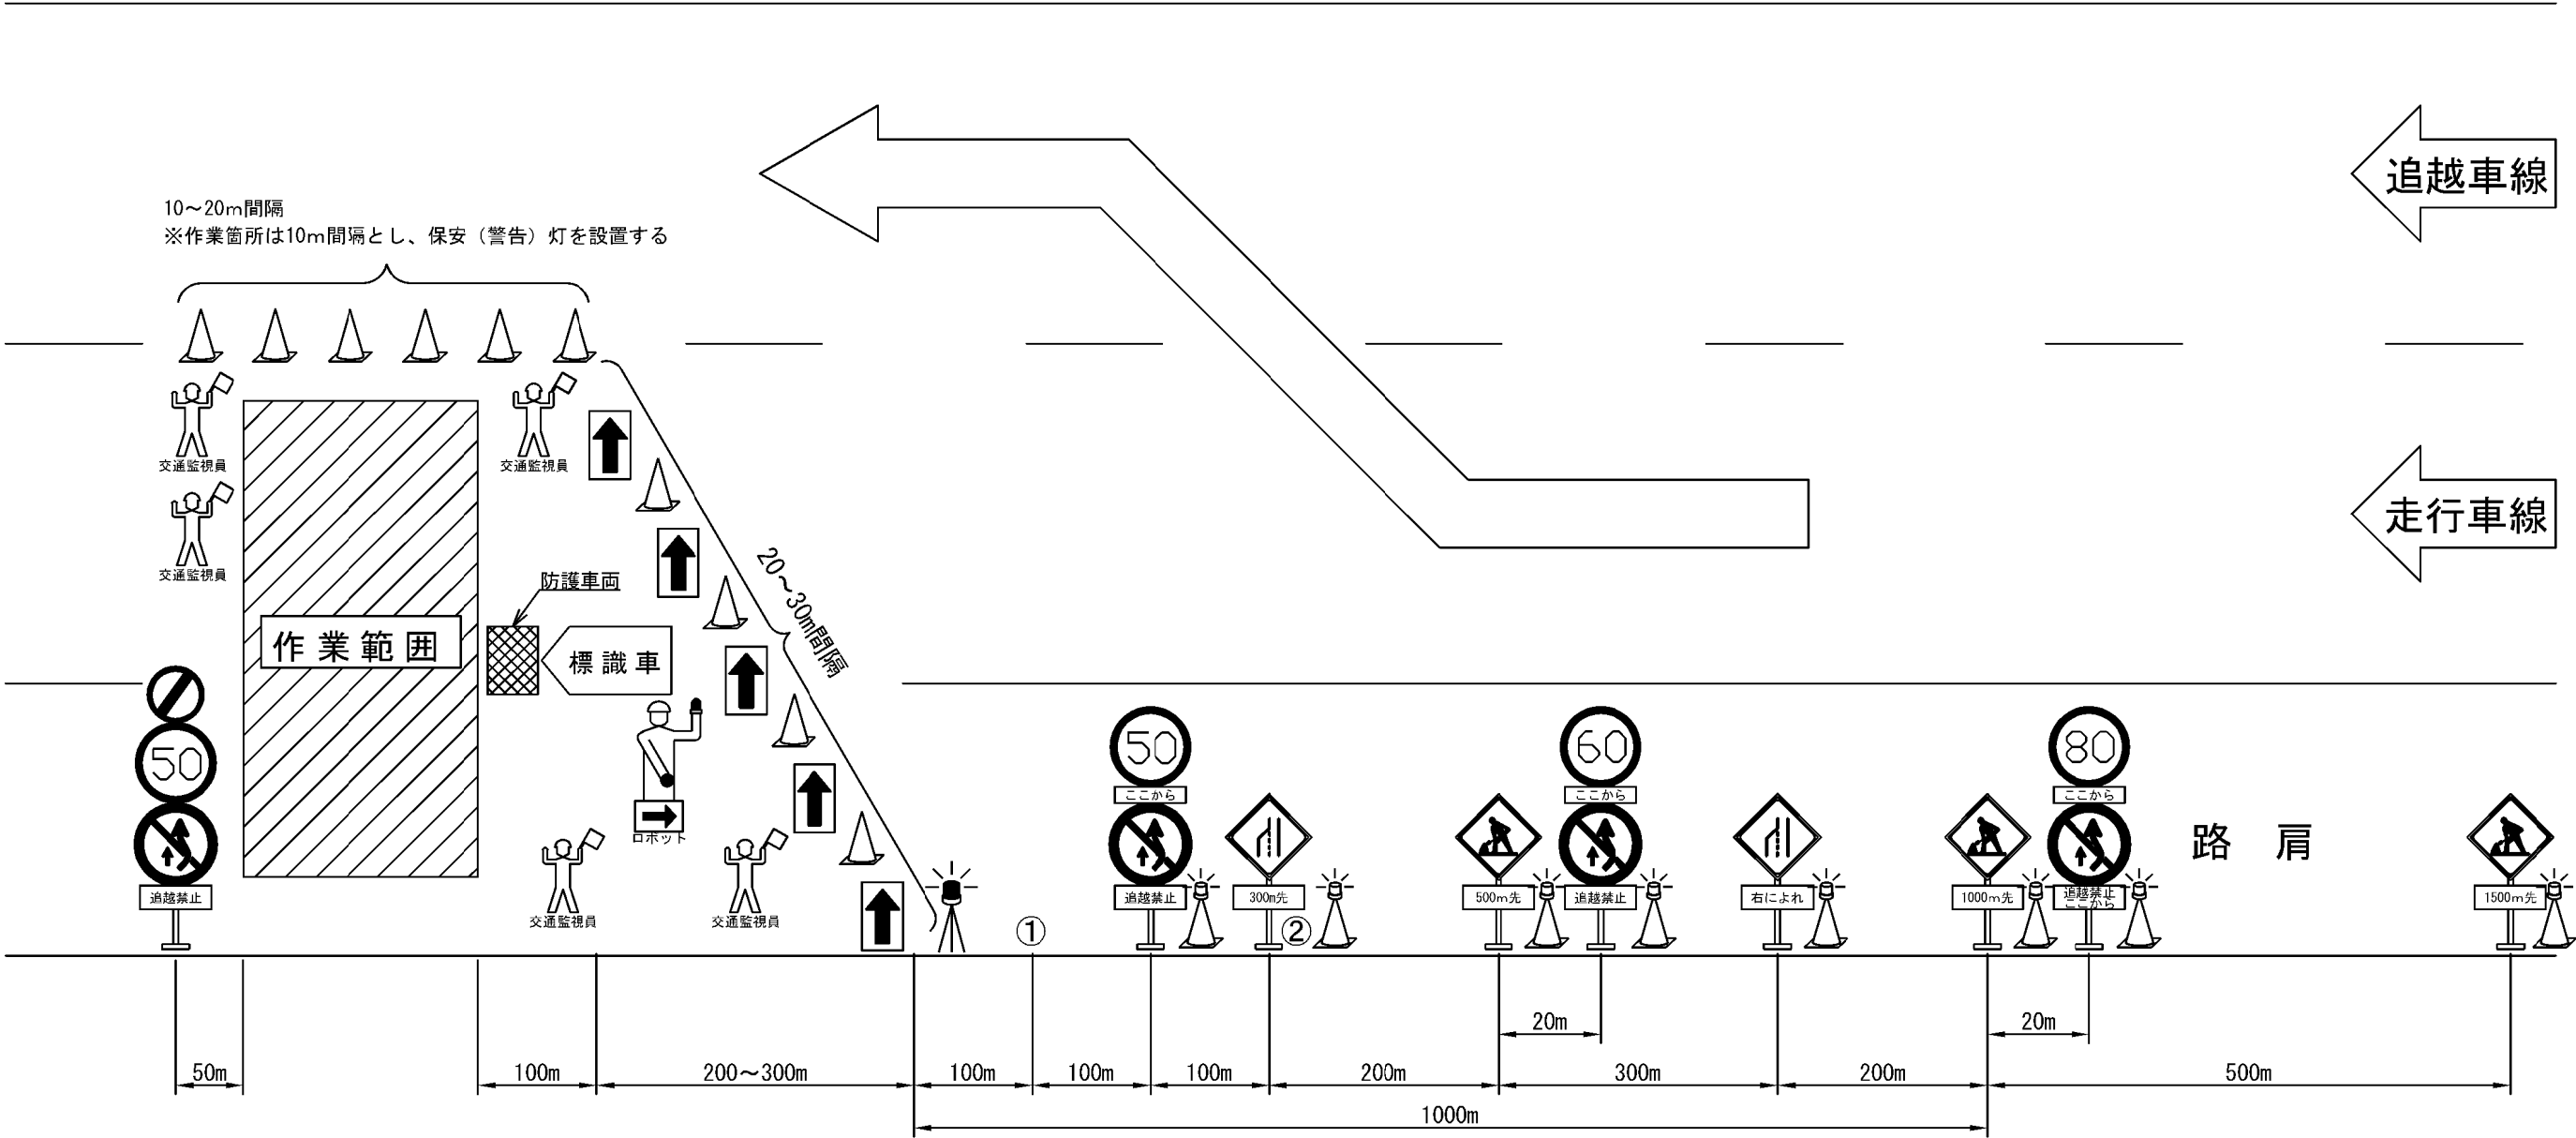 追越車線
10～20m間隔
※作業箇所は10m間隔とし、保安（警告）灯を設置する
走行車線
交通監視員
交通監視員
交通監視員
防護車両
20～30m間隔
作業範囲
標識車
50
追越禁止
ロボット
交通監視員
交通監視員
①
50
ここから
追越禁止
300m先
②
500m先
60
ここから
追越禁止
右によれ
1000m先
80
ここから
追越禁止
ここから
路肩
1500m先
20m
20m
50m
100m
200～300m
100m
100m
100m
200m
300m
200m
500m
1000m